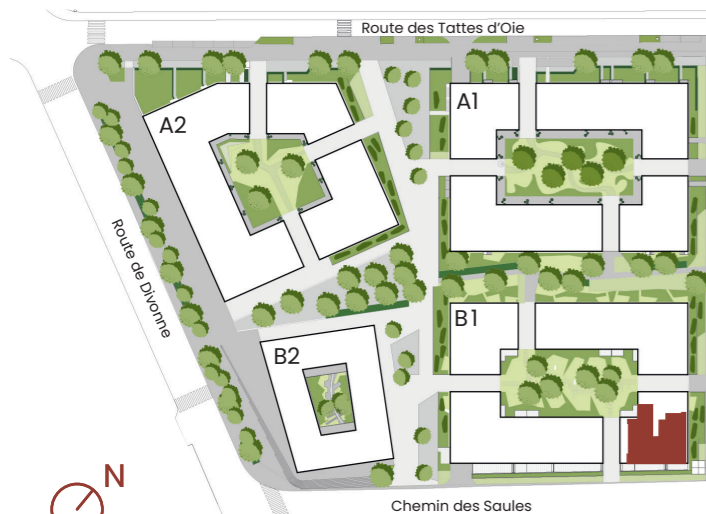 Route des Tattes d'Oie
A1
A2
Route de Divonne
B1
B2
N
Chemin des Saules